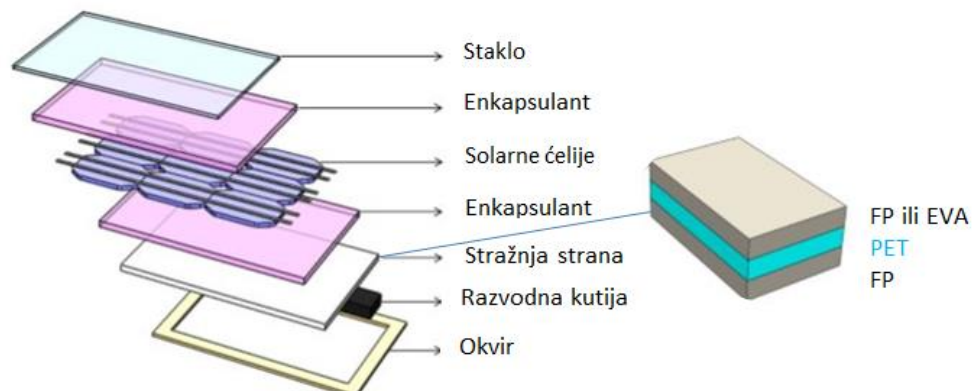 Staklo
Enkapsulant
Solarne ćelije
Enkapsulant
Stražnja strana
Razvodna kutija
Okvir
FP ili EVA
PET
FP